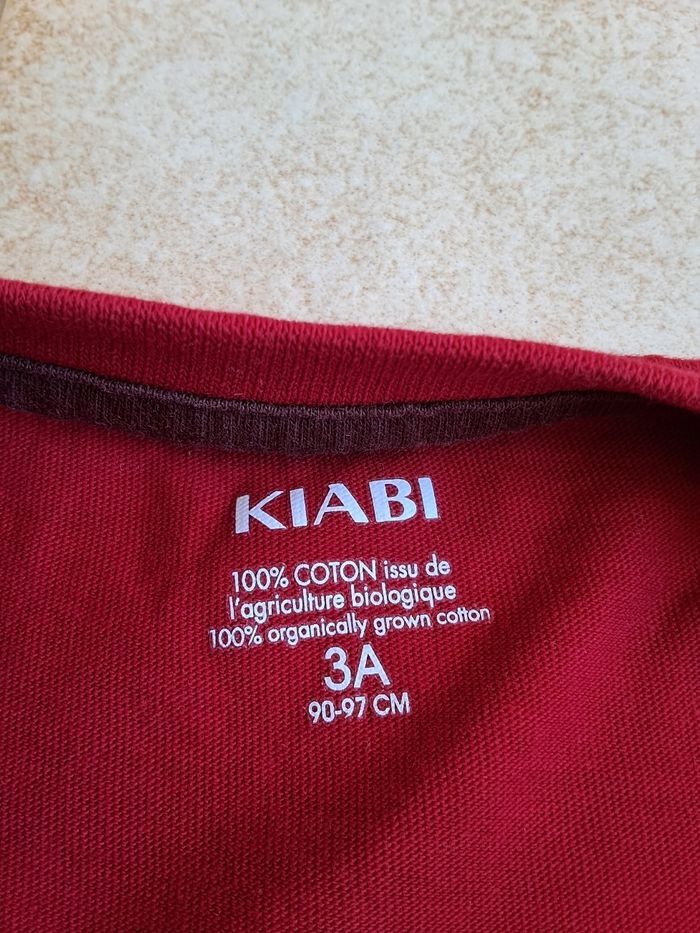 KIABI
100% COTON issu de
l'agriculture biologique
100% organically grown cotton
3A
90-97 CM